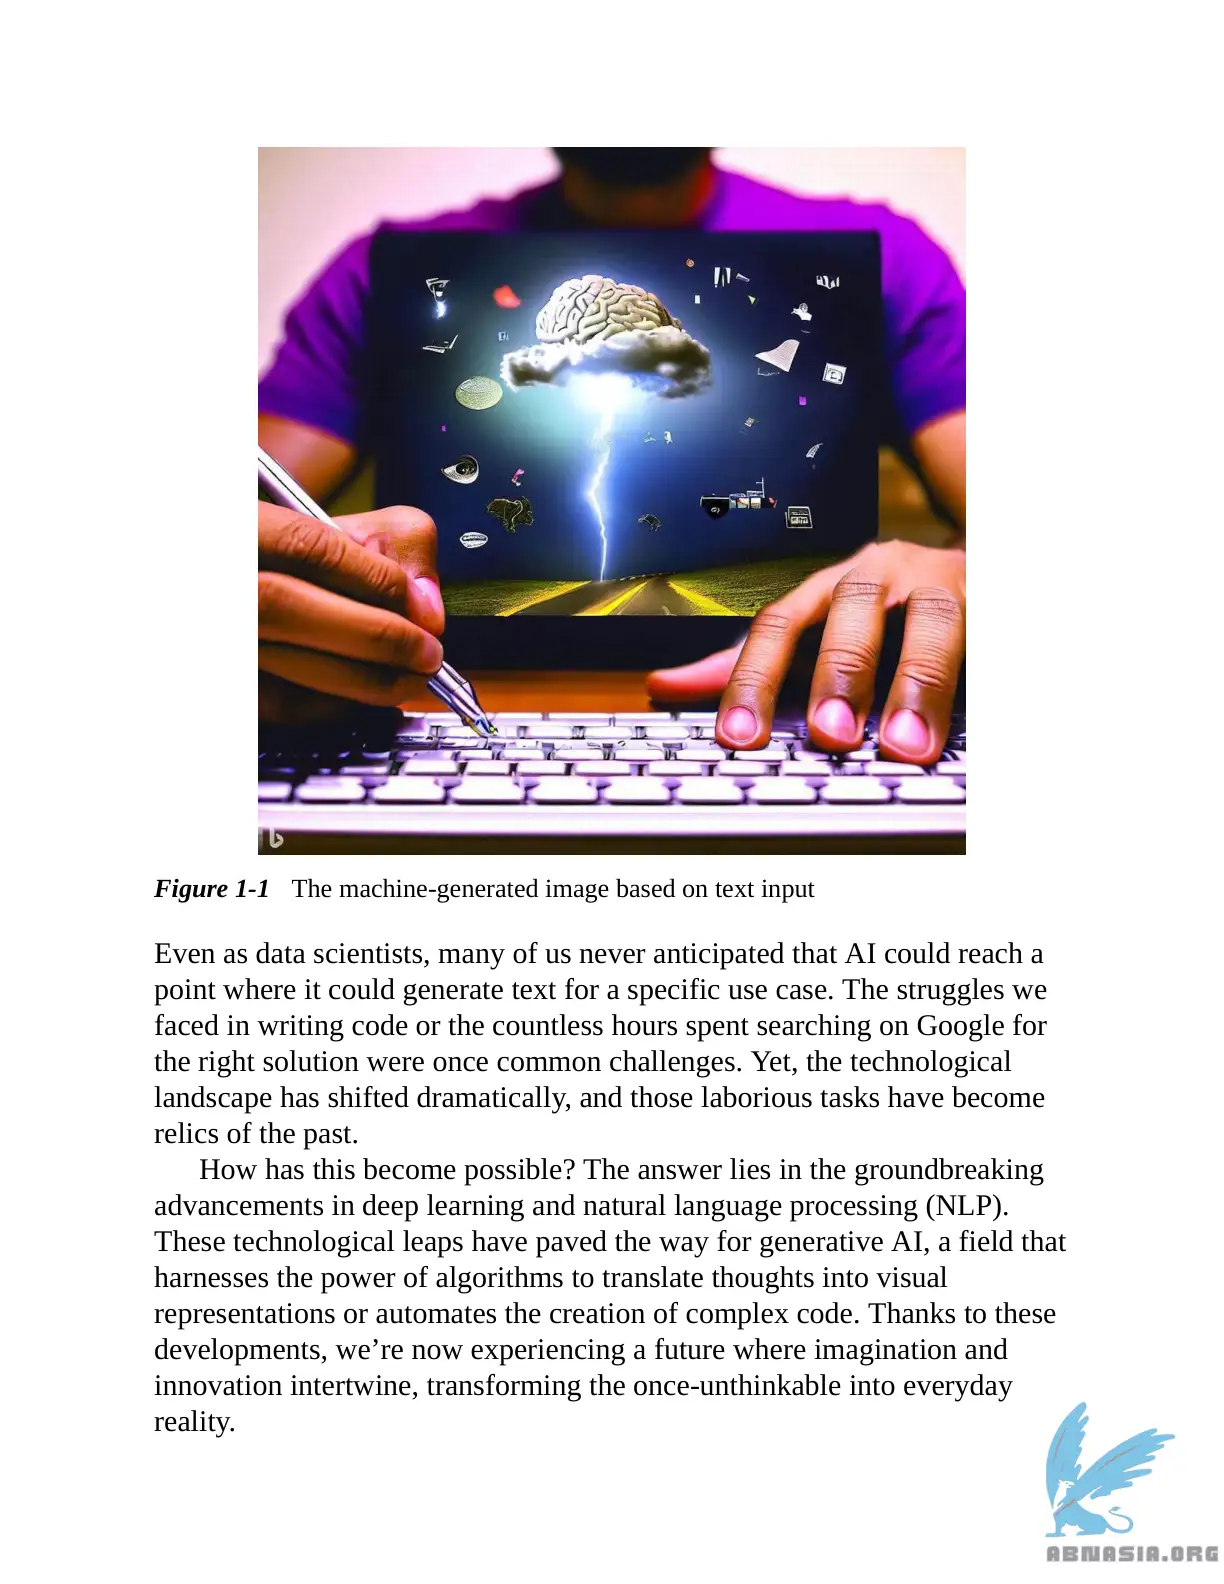 Figure 1-1 The machine-generated image based on text input
Even as data scientists, many of us never anticipated that AI could reach a
point where it could generate text for a specific use case. The struggles we
faced in writing code or the countless hours spent searching on Google for
the right solution were once common challenges. Yet, the technological
landscape has shifted dramatically, and those laborious tasks have become
relics of the past.
How has this become possible? The answer lies in the groundbreaking
advancements in deep learning and natural language processing (NLP).
These technological leaps have paved the way for generative AI, a field that
harnesses the power of algorithms to translate thoughts into visual
representations or automates the creation of complex code. Thanks to these
developments, we’re now experiencing a future where imagination and
innovation intertwine, transforming the once-unthinkable into everyday
reality.
ABNASIA.ORG